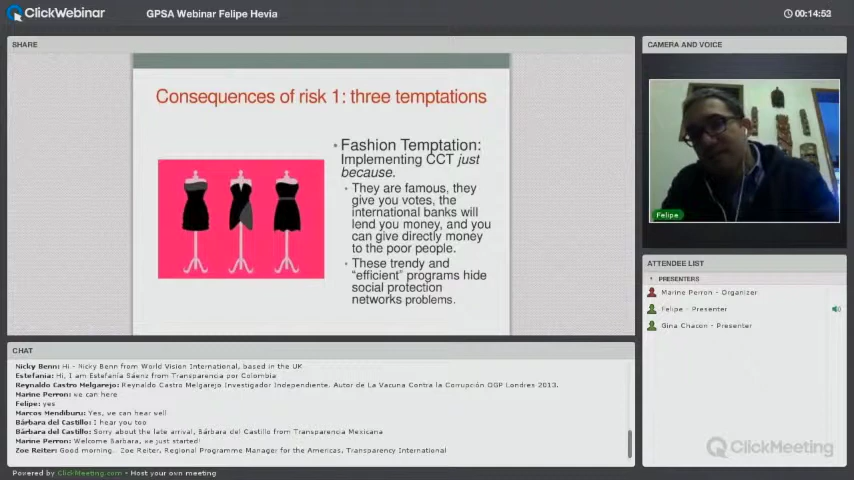 ClickWebinar
GPSA Webinar Felipe Hevia
00:14:53
SHARE
Consequences of risk 1: three temptations
• Fashion Temptation:
Implementing CCT just
because.
• They are famous, they
give you votes, the
international banks will
lend you money, and you
can give directly money
to the poor people.
• These trendy and
"efficient" programs hide
social protection
networks problems.
CAMERA AND VOICE
Felipe
ATTENDEE LIST
PRESENTERS
Marine Perron - Organizer
Felipe - Presenter
Gina Chacon - Presenter
CHAT
Nicky Benn: Hi - Nicky Benn from World Vision International, based in the UK
Estefania: Hi, I am Estefanía Sáenz from Transparencia por Colombia
Reynaldo Castro Melgarejo: Reynaldo Castro Melgarejo Investigador Independiente. Autor de La Vacuna Contra la Corrupción OGP Londres 2013.
Marine Perron: we can here
Felipe: yes
Marcos Mendiburu: Yes, we can hear well
Bárbara del Castillo: I hear you too
Bárbara del Castillo: Sorry about the late arrival, Bárbara del Castillo from Transparencia Mexicana
Marine Perron: Welcome Barbara, we just started!
Zoe Reiter: Good morning. Zoe Reiter, Regional Programme Manager for the Americas, Transparency International
ClickMeeting
Powered by ClickMeeting.com • Host your own meeting